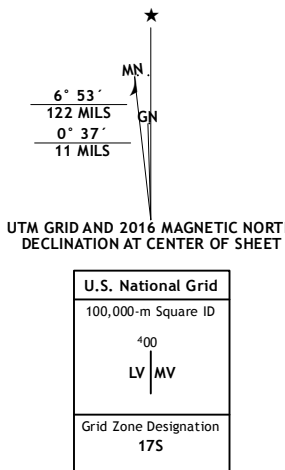 ★
MN
6° 53´
122 MILS
GN
0° 37´
11 MILS
UTM GRID AND 2016 MAGNETIC NORT
DECLINATION AT CENTER OF SHEET
U.S. National Grid
100,000-m Square ID
⁴00
LV MV
Grid Zone Designation
17S